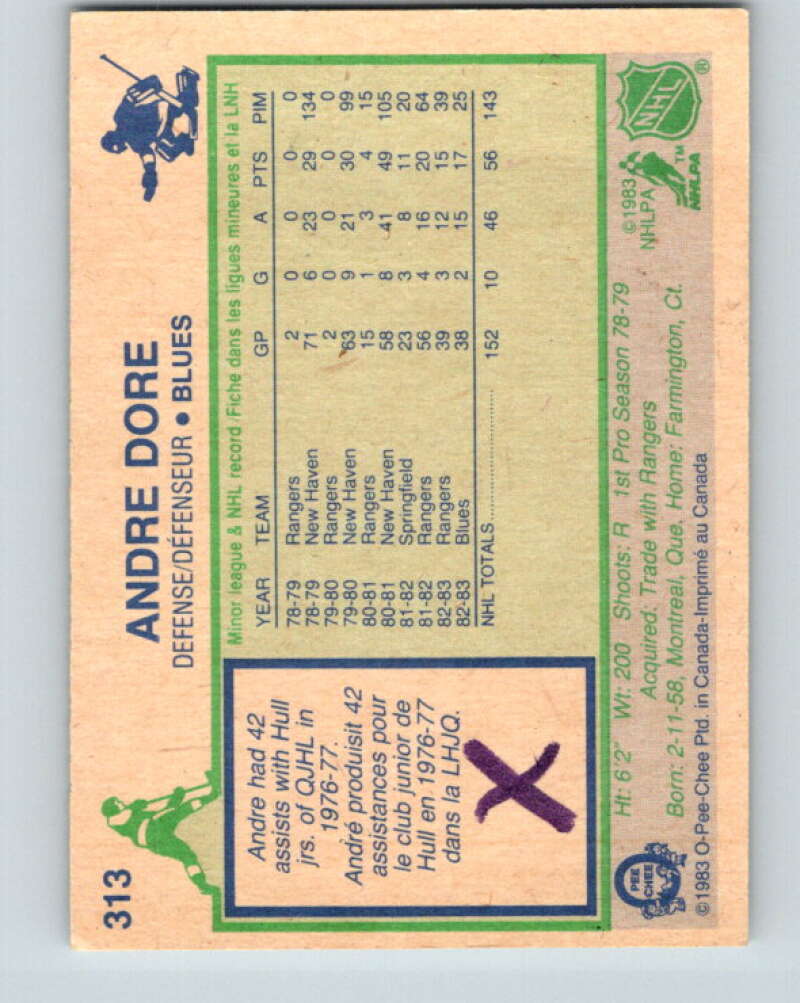 313
ANDRE DORE
DEFENSE/DÉFENSEUR • BLUES
Andre had 42
assists with Hull
jrs. of QJHL in
1976-77.
André produisit 42
assistances pour
le club junior de
Hull en 1976-77
dans la LHJQ.
X
Minor league & NHL record/Fiche dans les ligues mineures et la LNH
YEAR TEAM GP G A PTS PIM
78-79 Rangers 2 0 0 0 0
78-79 New Haven 71 6 23 29 134
79-80 Rangers 2 0 0 0 0
79-80 New Haven 63 9 21 30 99
80-81 Rangers 15 1 3 4 15
80-81 New Haven 58 8 41 49 105
81-82 Springfield 23 3 8 11 20
81-82 Rangers 56 4 16 20 64
82-83 Rangers 39 3 12 15 39
82-83 Blues 38 2 15 17 25
NHL TOTALS 152 10 46 56 143
Ht: 6'2" Wt: 200 Shoots: R 1st Pro Season 78-79
Acquired: Trade with Rangers
Born: 2-11-58, Montreal, Que. Home: Farmington, Ct.
©1983 O-Pee-Chee Ptd. in Canada-Imprimé au Canada
O
PEE
CHEE
©1983
NHLPA
NHL ®
NHLPA ™